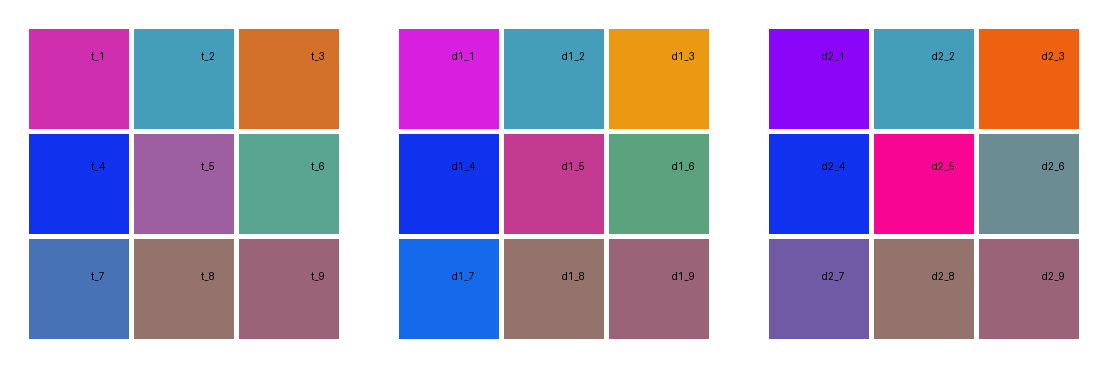 t_1 t_2 t_3 d1_1 d1_2 d1_3 d2_1 d2_2 d2_3
t_4 t_5 t_6 d1_4 d1_5 d1_6 d2_4 d2_5 d2_6
t_7 t_8 t_9 d1_7 d1_8 d1_9 d2_7 d2_8 d2_9